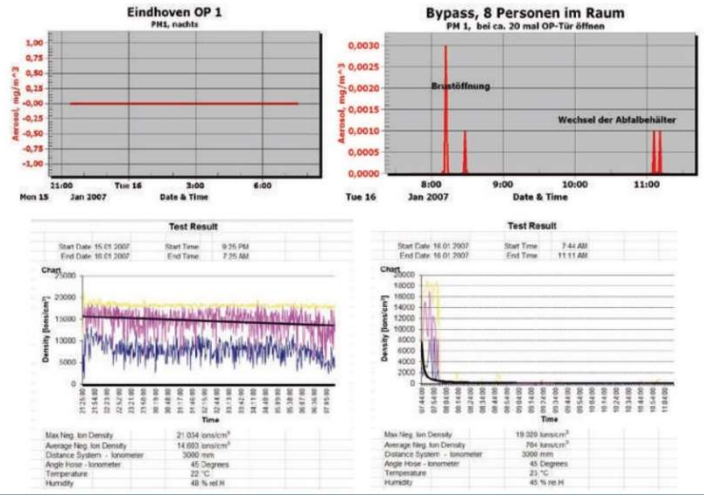 Eindhoven OP 1
PM1, nachts
Aerosol, mg/m^3
1,00
0,75
0,50
0,25
-0,00
-0,25
-0,50
-0,75
-1,00
21:00 Tue 16 3:00 6:00
Mon 15 Jan 2007 Date & Time
Bypass, 8 Personen im Raum
PM 1, bei ca. 20 mal OP-Tür öffnen
Aerosol, mg/m^3
0,0030
0,0025
0,0020
0,0015
0,0010
0,0005
0,0000
Brustöffnung
Wechsel der Abfalbehälter
8:00 9:00 10:00 11:00
Tue 16 Jan 2007 Date & Time
Test Result
Start Date 15.01.2007 Start Time 9:25 PM
End Date 16.01.2007 End Time 7:25 AM
Chart
Density [Ions/cm³]
25000
20000
15000
10000
5000
0
Time
Max Neg. Ion Density 21 034 Ions/cm³
Average Neg. Ion Density 14 603 Ions/cm³
Distance System - Ionometer 3000 mm
Angle Hose - Ionometer 45 Degrees
Temperature 22 °C
Humidity 48 % rel.H
Test Result
Start Date 16.01.2007 Start Time 7:44 AM
End Date 16.01.2007 End Time 11:11 AM
Chart
Density [Ions/cm³]
20000
18000
16000
14000
12000
10000
8000
6000
4000
2000
0
Time
Max Neg. Ion Density 19 320 Ions/cm³
Average Neg. Ion Density 764 Ions/cm³
Distance System - Ionometer 3000 mm
Angle Hose - Ionometer 45 Degrees
Temperature 23 °C
Humidity 45 % rel.H